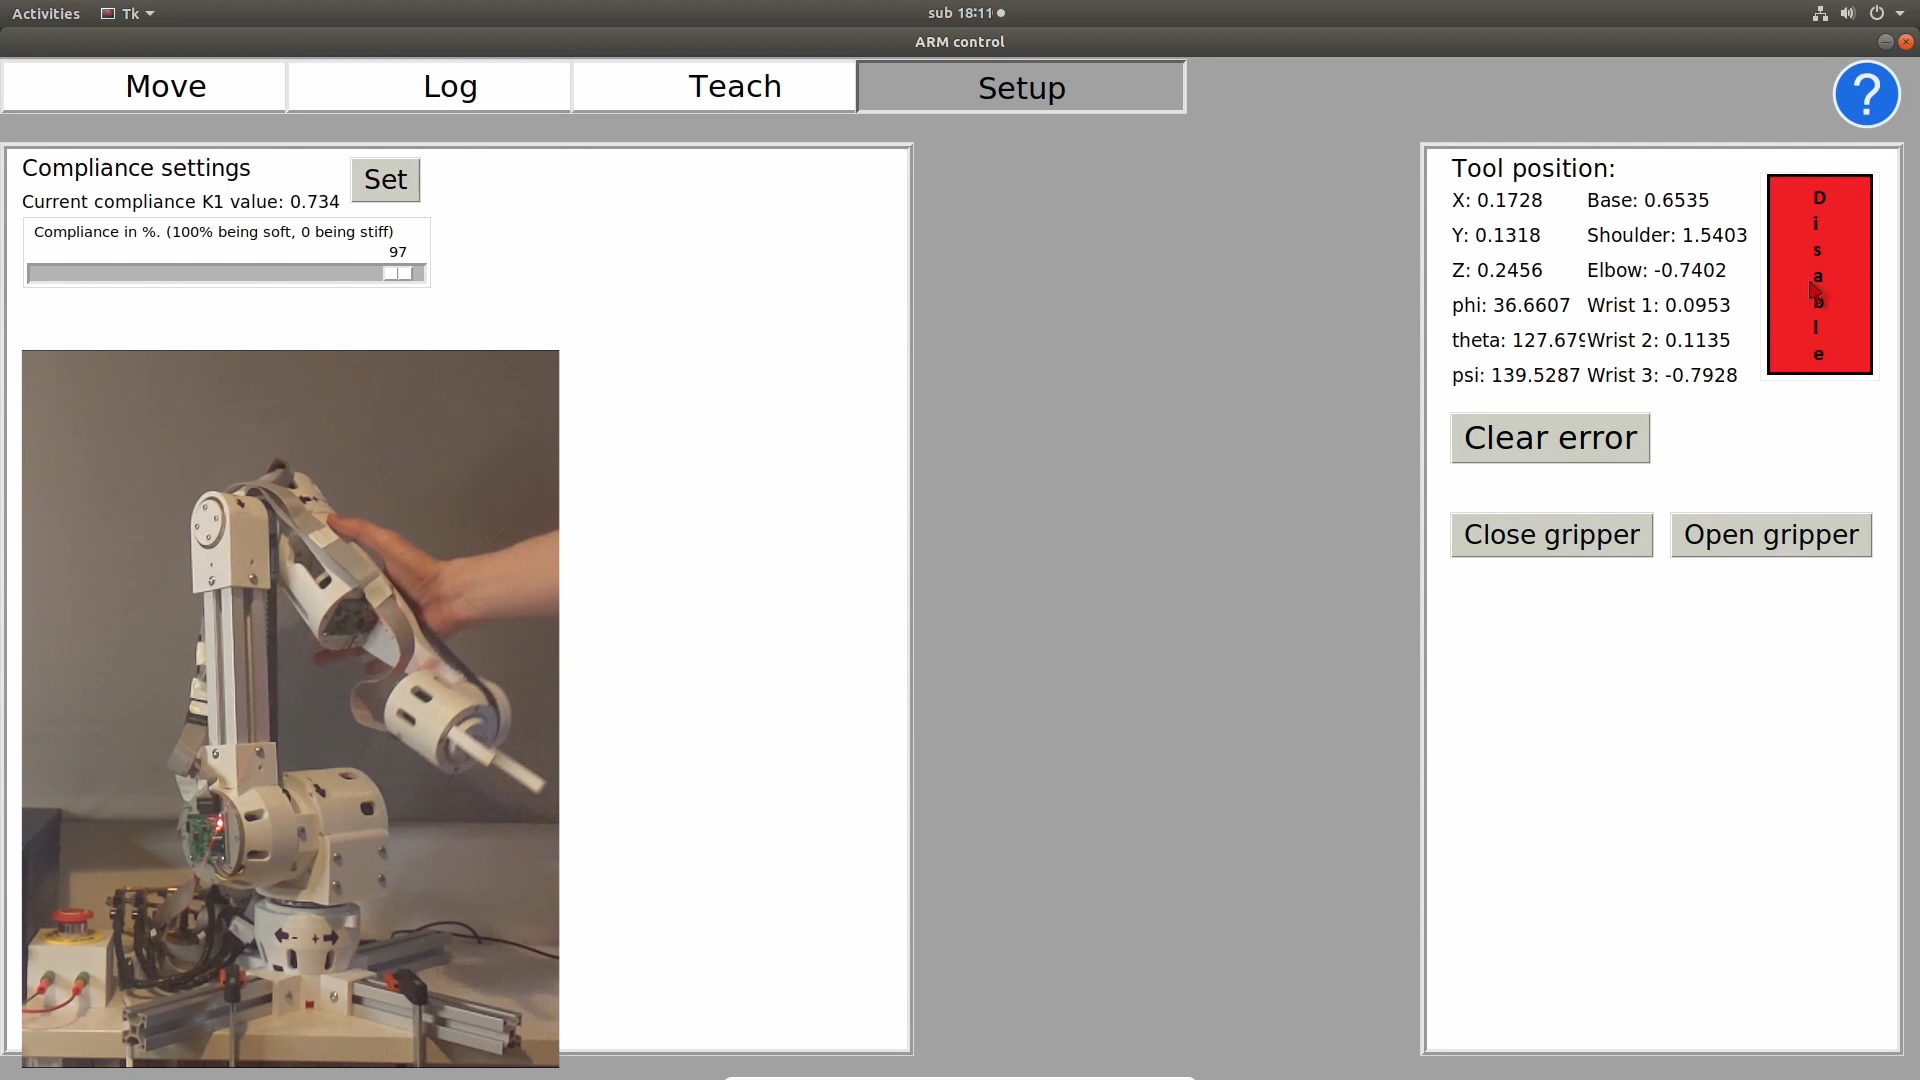 Activities Tk sub 18:11
ARM control
Move Log Teach Setup ?
Compliance settings
Set
Current compliance K1 value: 0.734
Compliance in %. (100% being soft, 0 being stiff)
97
Tool position:
X: 0.1728 Base: 0.6535
Y: 0.1318 Shoulder: 1.5403
Z: 0.2456 Elbow: -0.7402
phi: 36.6607 Wrist 1: 0.0953
theta: 127.679 Wrist 2: 0.1135
psi: 139.5287 Wrist 3: -0.7928
D
i
s
a
b
l
e
Clear error
Close gripper Open gripper
- +